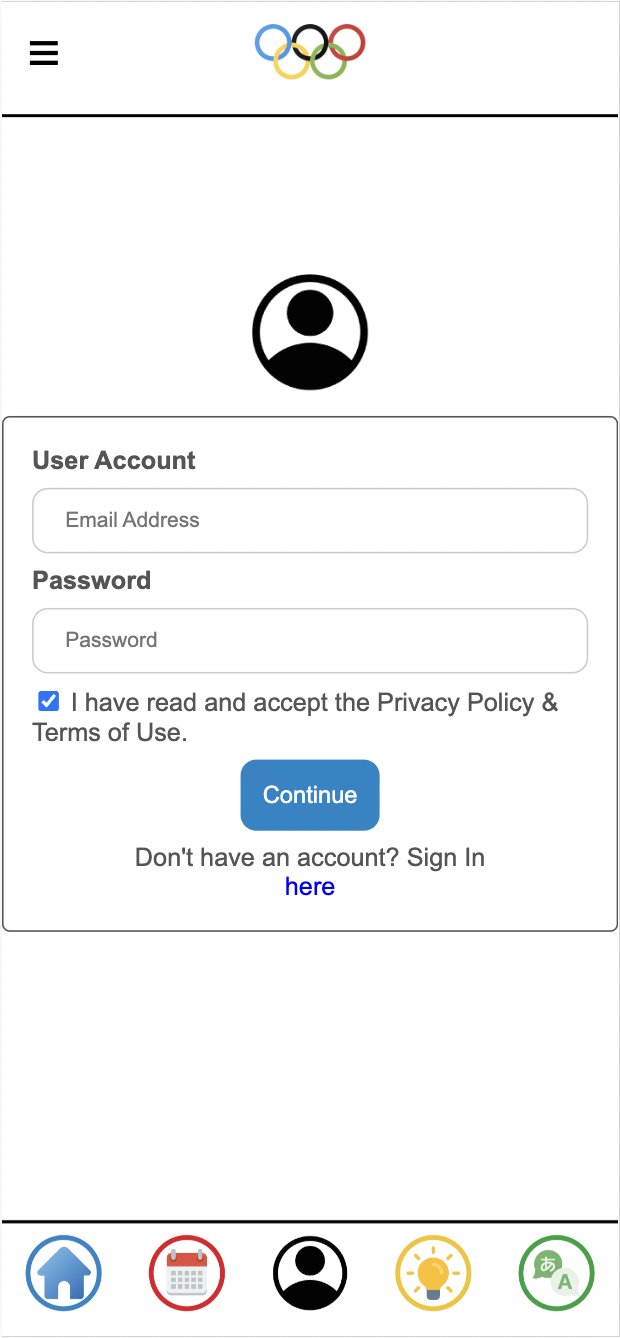 User Account
Email Address
Password
Password
I have read and accept the Privacy Policy &
Terms of Use.
Continue
Don't have an account? Sign In
here
あ
A